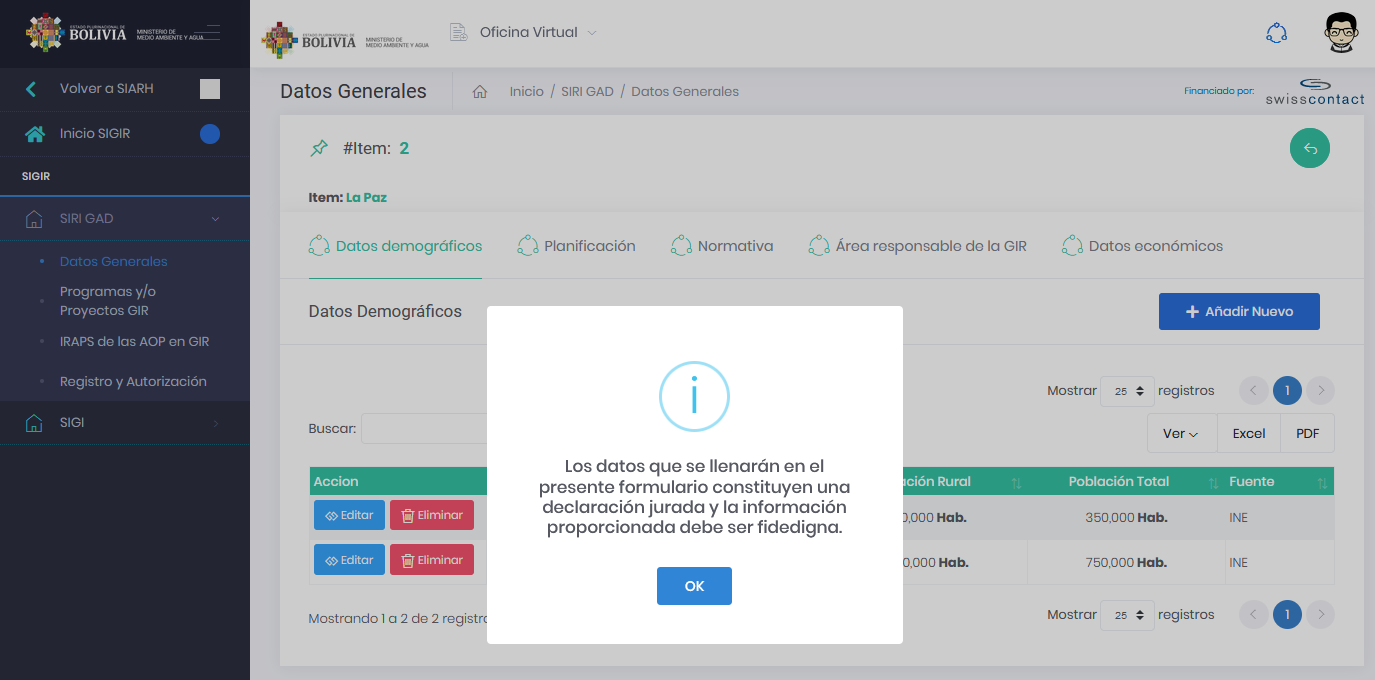 ESTADO PLURINACIONAL DE
BOLIVIA
MINISTERIO DE
MEDIO AMBIENTE Y AGUA
ESTADO PLURINACIONAL DE
BOLIVIA
MINISTERIO DE
MEDIO AMBIENTE Y AGUA
Oficina Virtual
Volver a SIARH
Inicio SIGIR
SIGIR
SIRI GAD
Datos Generales
Programas y/o
Proyectos GIR
IRAPS de las AOP en GIR
Registro y Autorización
SIGI
Datos Generales
Inicio / SIRI GAD / Datos Generales
Financiado por:
swisscontact
#Item: 2
Item: La Paz
Datos demográficos
Planificación
Normativa
Área responsable de la GIR
Datos económicos
Datos Demográficos
Añadir Nuevo
Mostrar 25 registros
1
Buscar:
Ver
Excel
PDF
Accion
ación Rural
Población Total
Fuente
Editar Eliminar
0,000 Hab.
350,000 Hab.
INE
Editar Eliminar
0,000 Hab.
750,000 Hab.
INE
Mostrando 1 a 2 de 2 registro
Mostrar 25 registros
1
Los datos que se llenarán en el
presente formulario constituyen una
declaración jurada y la información
proporcionada debe ser fidedigna.
OK